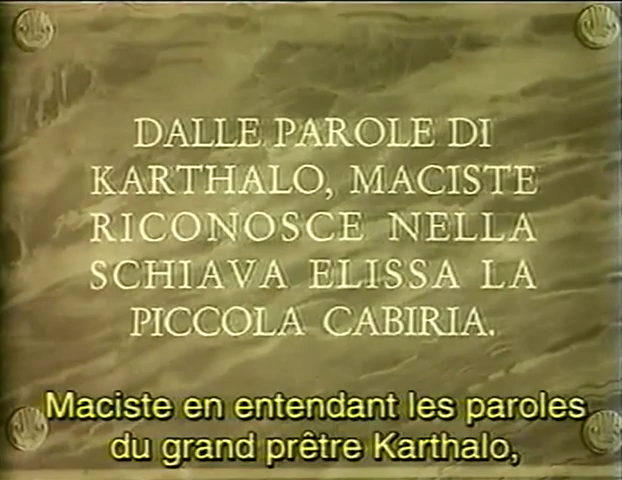 DALLE PAROLE DI
KARTHALO, MACISTE
RICONOSCE NELLA
SCHIAVA ELISSA LA
PICCOLA CABIRIA.
Maciste en entendant les paroles
du grand prêtre Karthalo,